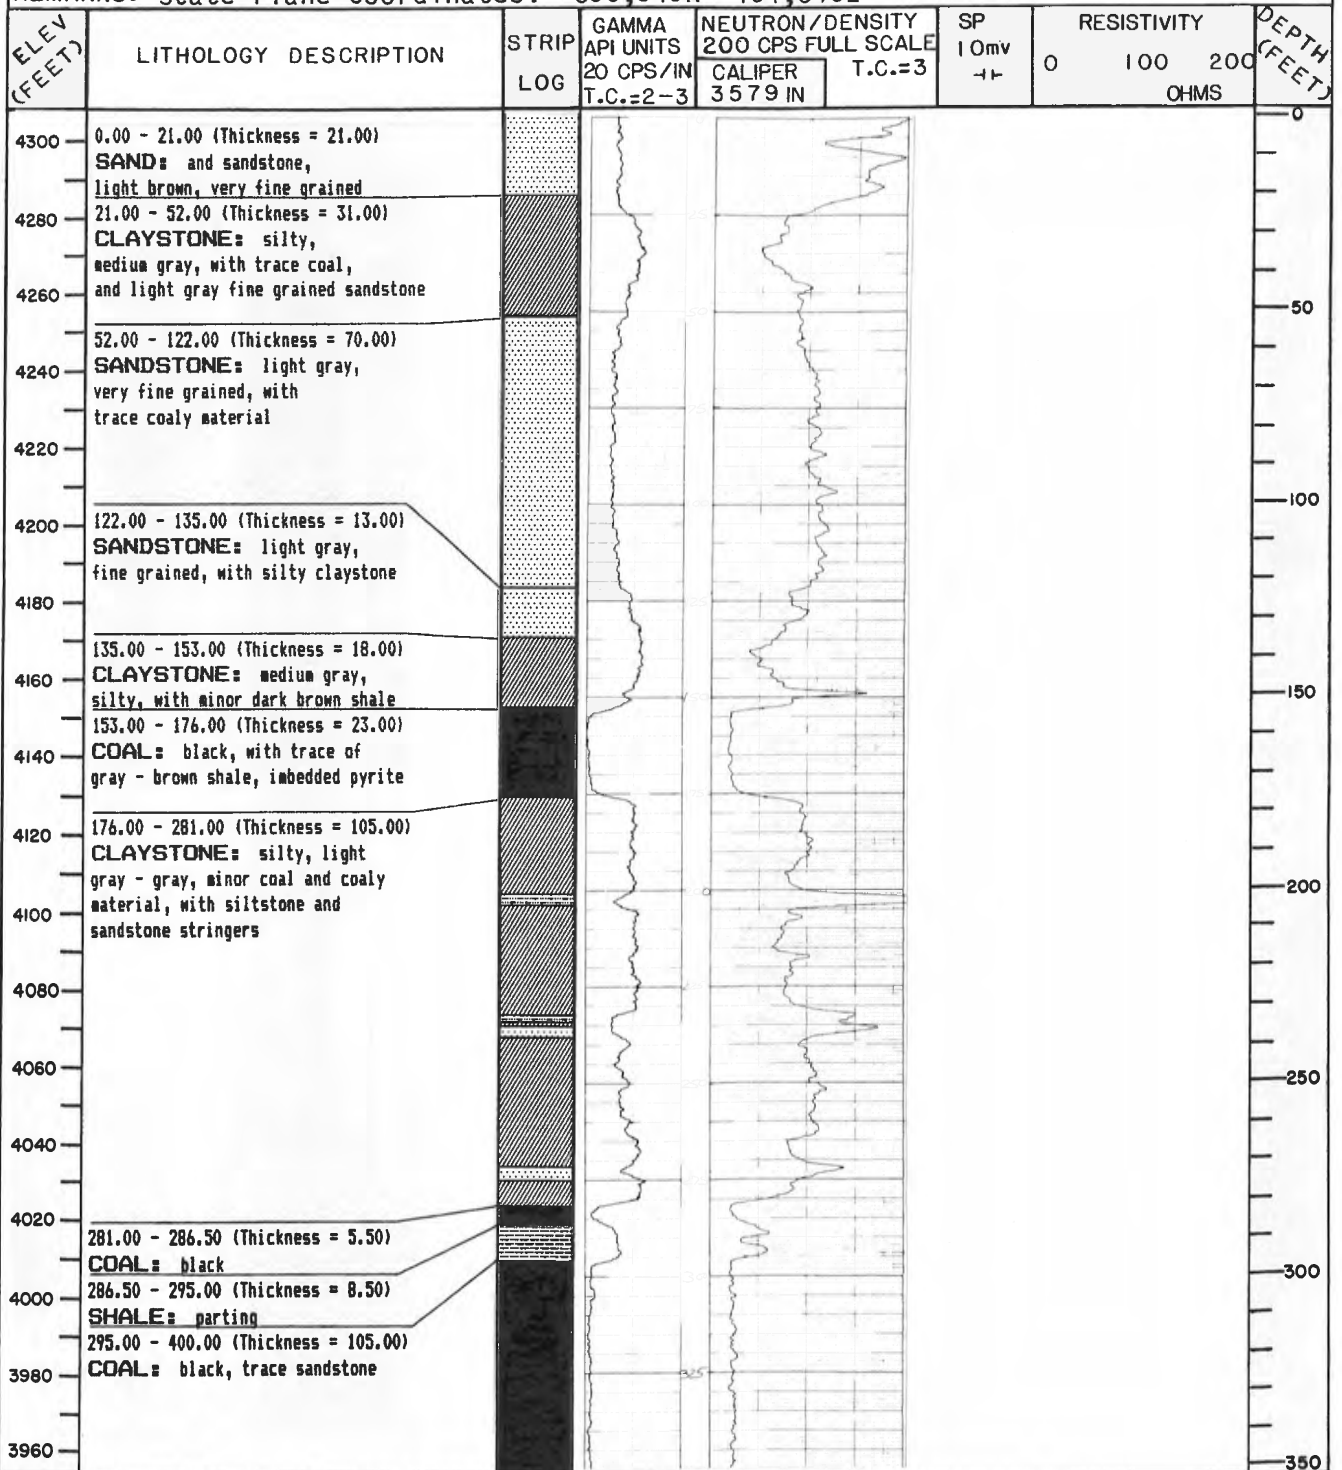 ELEV
(FEET)
LITHOLOGY DESCRIPTION
STRIP
LOG
GAMMA
API UNITS
20 CPS/IN
T.C.=2-3
NEUTRON/DENSITY
200 CPS FULL SCALE
CALIPER
3579 IN
T.C.=3
SP
10mv
RESISTIVITY
0 100 200
OHMS
DEPTH
(FEET)
0.00 - 21.00 (Thickness = 21.00)
SAND: and sandstone,
light brown, very fine grained
21.00 - 52.00 (Thickness = 31.00)
CLAYSTONE: silty,
medium gray, with trace coal,
and light gray fine grained sandstone
52.00 - 122.00 (Thickness = 70.00)
SANDSTONE: light gray,
very fine grained, with
trace coaly material
122.00 - 135.00 (Thickness = 13.00)
SANDSTONE: light gray,
fine grained, with silty claystone
135.00 - 153.00 (Thickness = 18.00)
CLAYSTONE: medium gray,
silty, with minor dark brown shale
153.00 - 176.00 (Thickness = 23.00)
COAL: black, with trace of
gray - brown shale, imbedded pyrite
176.00 - 281.00 (Thickness = 105.00)
CLAYSTONE: silty, light
gray - gray, minor coal and coaly
material, with siltstone and
sandstone stringers
281.00 - 286.50 (Thickness = 5.50)
COAL: black
286.50 - 295.00 (Thickness = 8.50)
SHALE: parting
295.00 - 400.00 (Thickness = 105.00)
COAL: black, trace sandstone
4300
4280
4260
4240
4220
4200
4180
4160
4140
4120
4100
4080
4060
4040
4020
4000
3980
3960
0
50
100
150
200
250
300
350